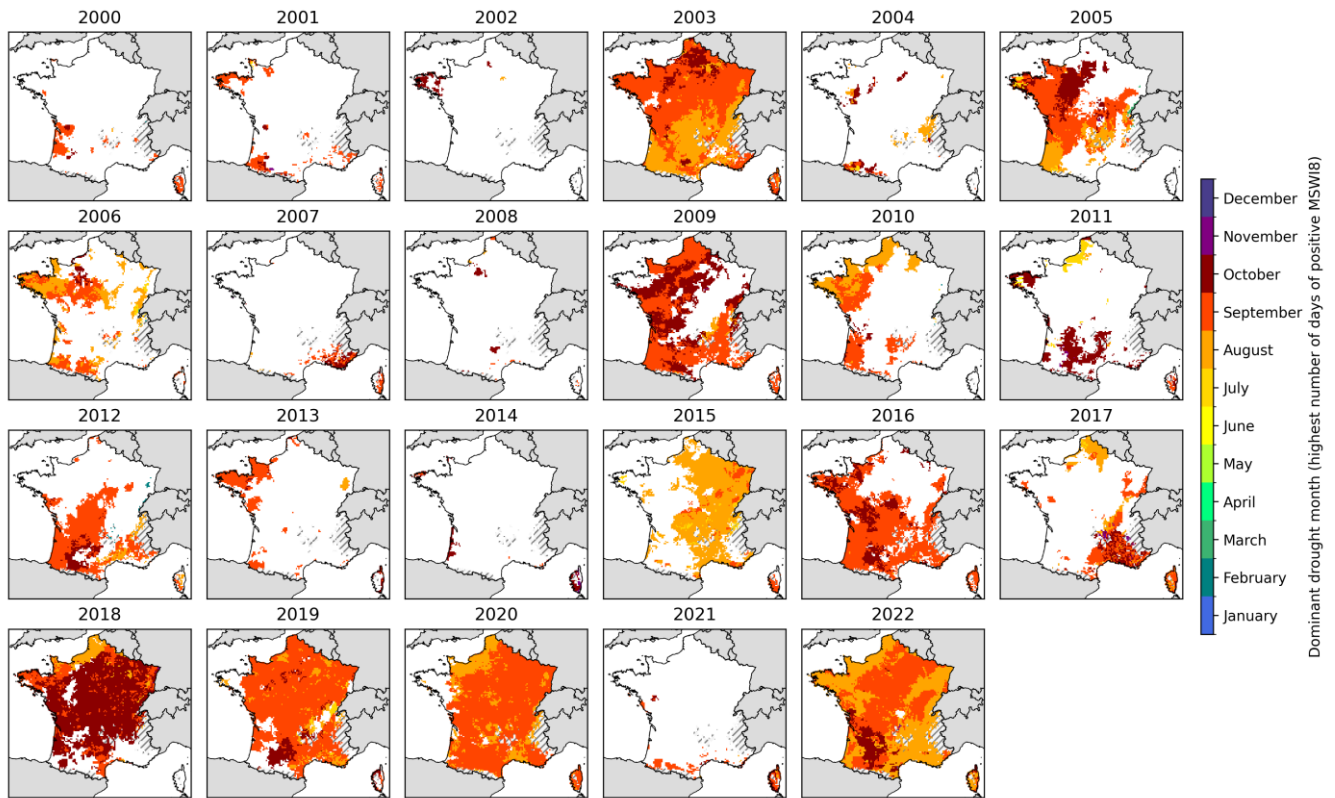 2000 2001 2002 2003 2004 2005
2006 2007 2008 2009 2010 2011
2012 2013 2014 2015 2016 2017
2018 2019 2020 2021 2022
December
November
October
September
August
July
June
May
April
March
February
January
Dominant drought month (highest number of days of positive MSWI8)